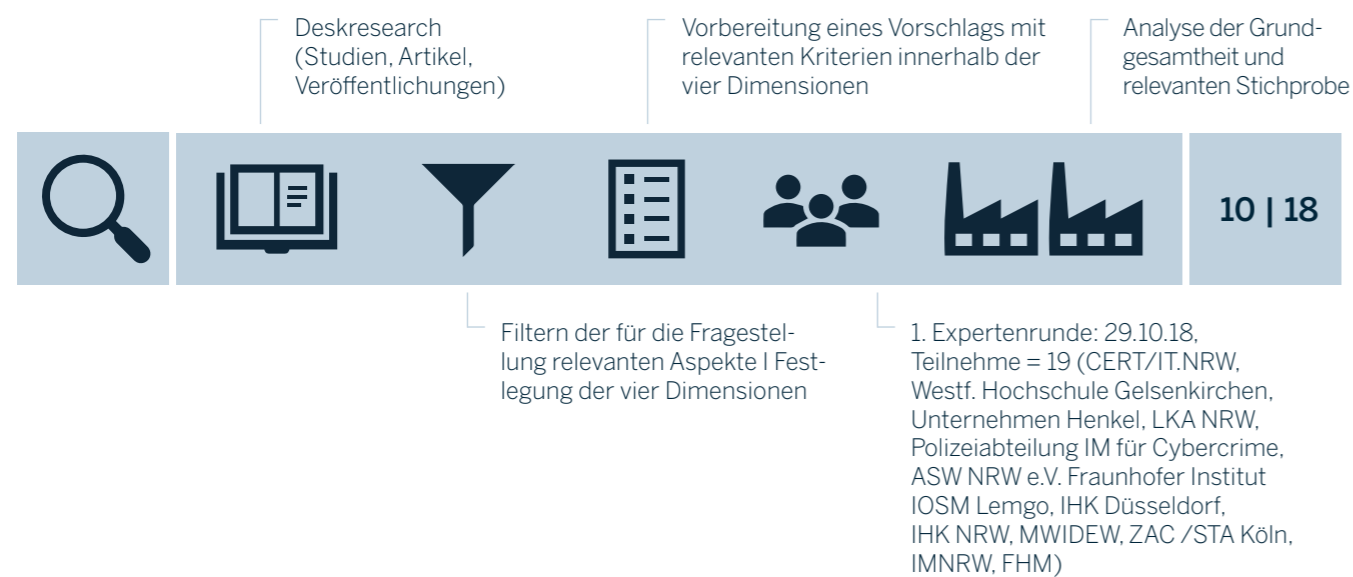 Deskresearch
(Studien, Artikel,
Veröffentlichungen)
Vorbereitung eines Vorschlags mit
relevanten Kriterien innerhalb der
vier Dimensionen
Analyse der Grund-
gesamtheit und
relevanten Stichprobe
10 | 18
Filtern der für die Fragestel-
lung relevanten Aspekte I Fest-
legung der vier Dimensionen
1. Expertenrunde: 29.10.18,
Teilnehme = 19 (CERT/IT.NRW,
Westf. Hochschule Gelsenkirchen,
Unternehmen Henkel, LKA NRW,
Polizeiabteilung IM für Cybercrime,
ASW NRW e.V. Fraunhofer Institut
IOSM Lemgo, IHK Düsseldorf,
IHK NRW, MWIDEW, ZAC /STA Köln,
IMNRW, FHM)